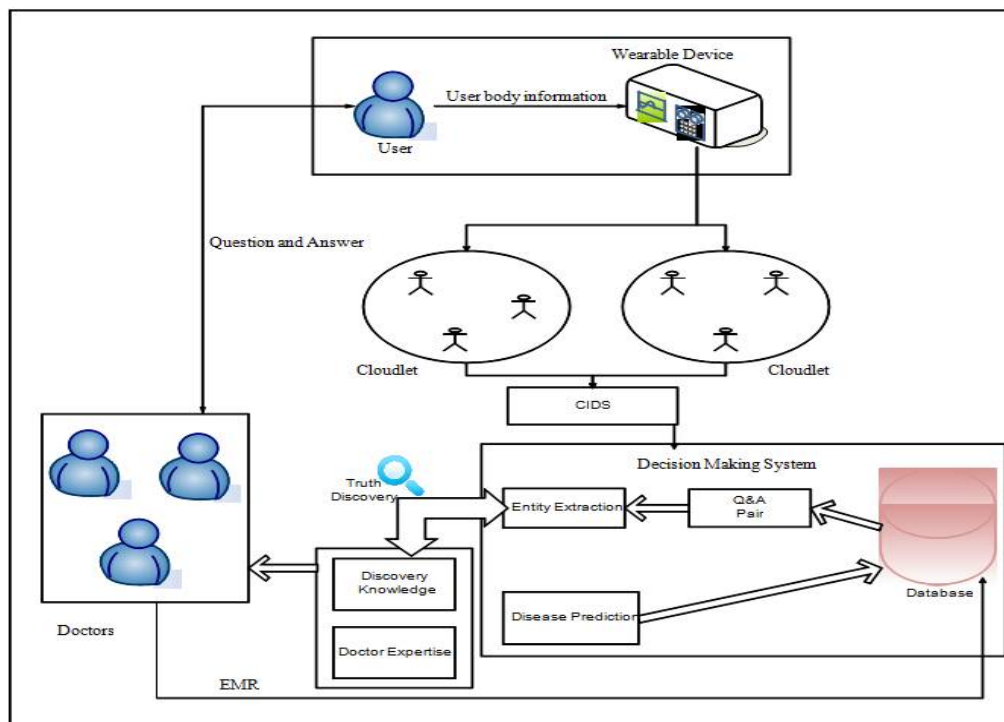 Wearable Device
User body information
User
Question and Answer
Cloudlet
Cloudlet
CIDS
Decision Making System
Truth
Discovery
Entity Extraction
Q&A
Pair
Discovery
Knowledge
Disease Prediction
Database
Doctor Expertise
Doctors
EMR